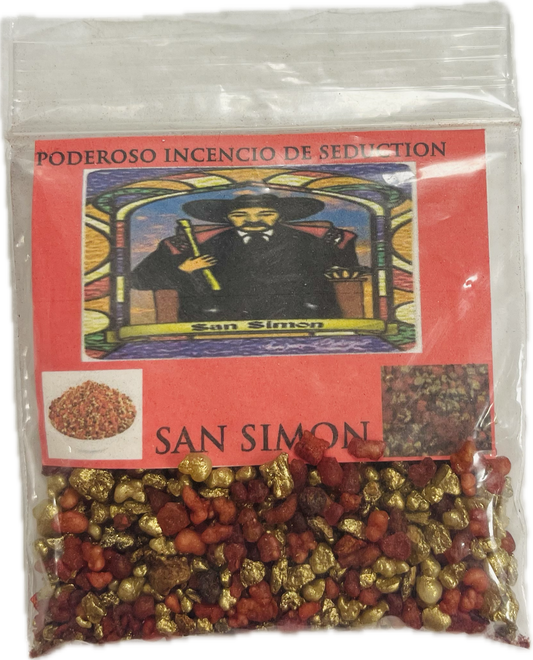 PODEROSO INCENCIO DE SEDUCTION
San Simon
SAN SIMON